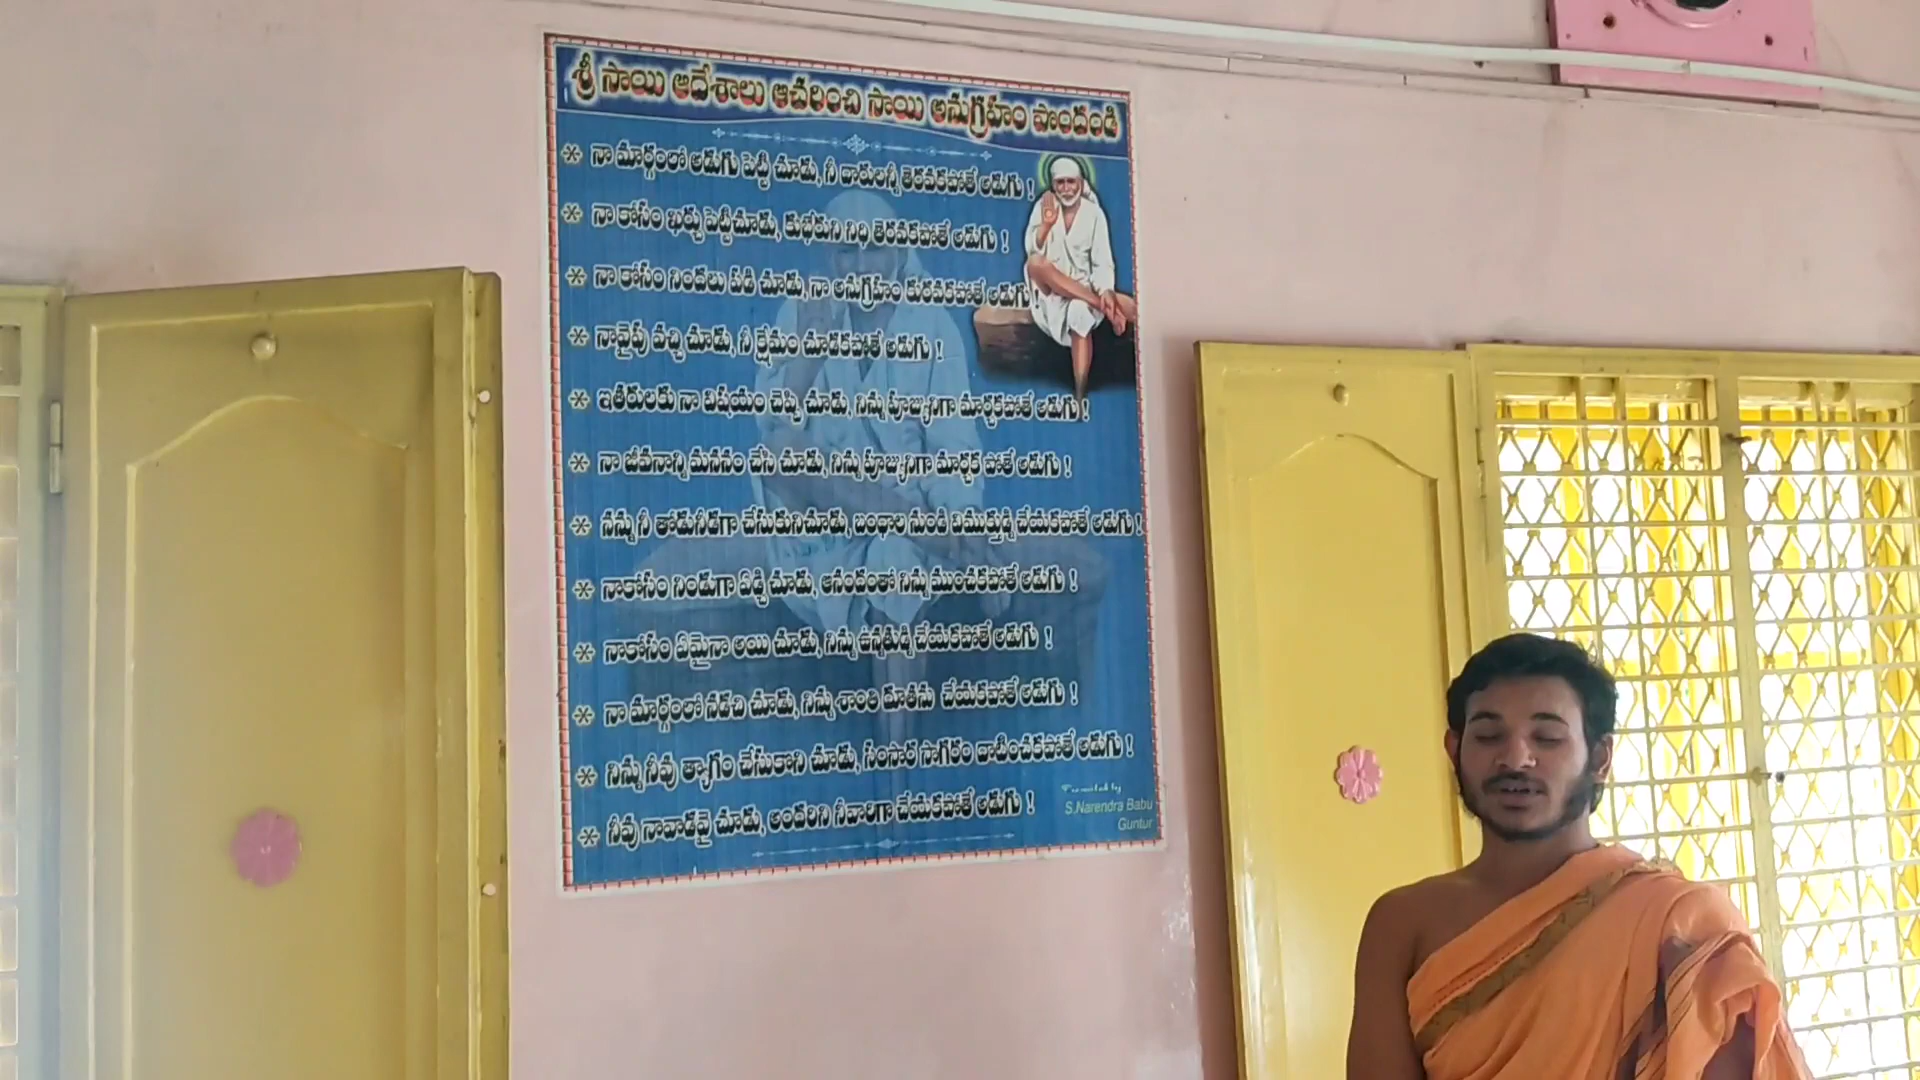 శ్రీ సాయి ఆదేశాలు ఆచరించి సాయి అనుగ్రహం పొందండి
నా మార్గంలో అడుగు పెట్టి చూడు, నీ దారులన్నీ తెరవకపోతే అడుగు !
నా కోసం ఖర్చు పెట్టిచూడు, కుభేరుని నిధి తెరవకపోతే అడుగు !
నా కోసం నిందలు పడి చూడు, నా అనుగ్రహం కురవకపోతే అడుగు !
నావైపు వచ్చి చూడు, నీ క్షేమం చూడకపోతే అడుగు !
ఇతరులకు నా విషయం చెప్పి చూడు, నిన్ను పూజ్యునిగా మార్చకపోతే అడుగు !
నా జీవనాన్ని మననం చేసి చూడు, నిన్ను పూజ్యునిగా మార్చక పోతే అడుగు !
నన్ను నీ తోడునీడగా చేసుకునిచూడు, బంధాల నుండి విముక్తుడ్ని చేయకపోతే అడుగు !
నాకోసం నిండుగా ఏడ్చి చూడు, ఆనందంతో నిన్ను ముంచకపోతే అడుగు !
నాకోసం ఏమైనా అయి చూడు, నిన్ను ఉన్నతుడ్ని చేయకపోతే అడుగు !
నా మార్గంలో నడచి చూడు, నిన్ను శాంతి దూతను చేయకపోతే అడుగు !
నిన్ను నీవు త్యాగం చేసుకొని చూడు, సంసార సాగరం దాటించకపోతే అడుగు !
నీవు నావాడవై చూడు, అందరిని నీవారిగా చేయకపోతే అడుగు !
S.Narendra Babu
Guntur